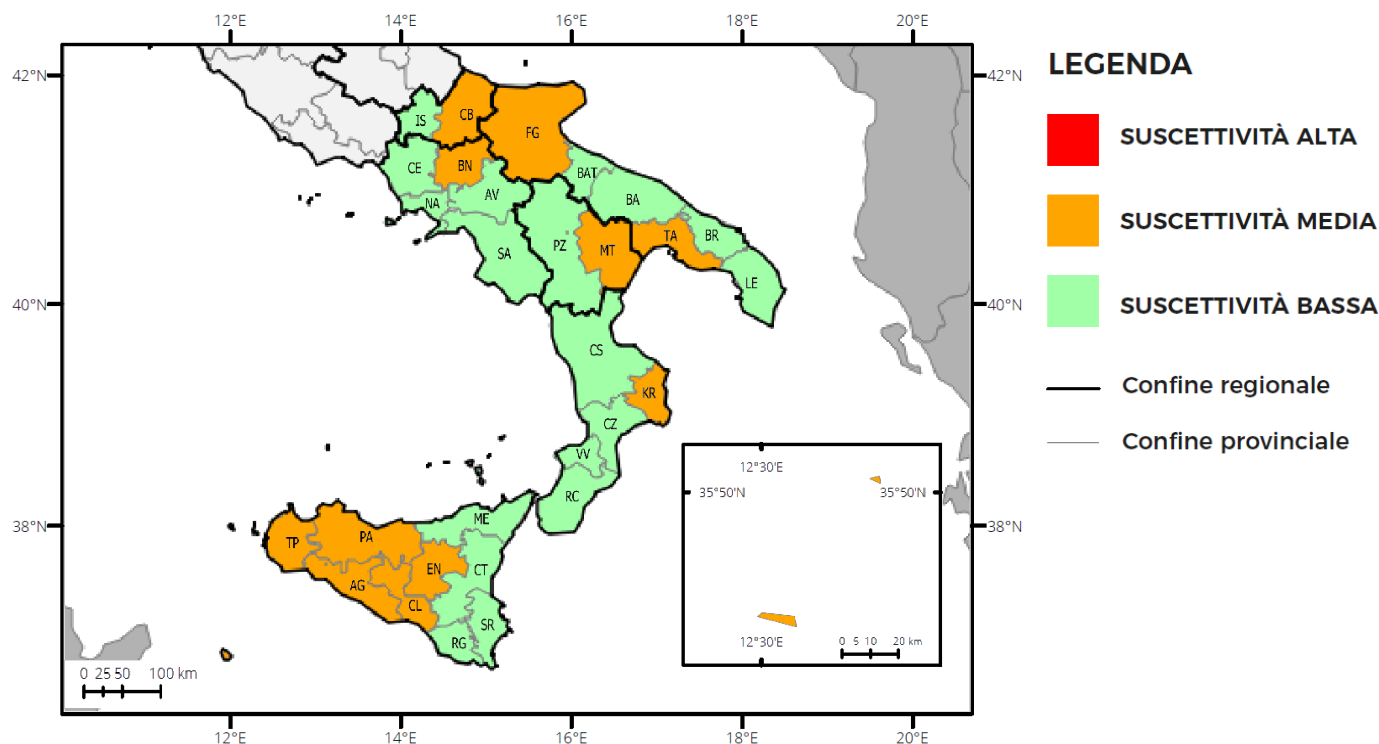 12°E 14°E 16°E 18°E 20°E
42°N 42°N
LEGENDA
SUSCETTIVITÀ ALTA
SUSCETTIVITÀ MEDIA
SUSCETTIVITÀ BASSA
Confine regionale
Confine provinciale
IS CB FG
CE BN BAT
NA AV BA
SA PZ MT TA BR
LE
40°N 40°N
CS
KR
CZ
VV
RC
38°N 38°N
ME
TP PA
EN CT
AG
CL
SR
RG
12°30'E
35°50'N 35°50'N
12°30'E
0 5 10 20 km
0 25 50 100 km
12°E 14°E 16°E 18°E 20°E